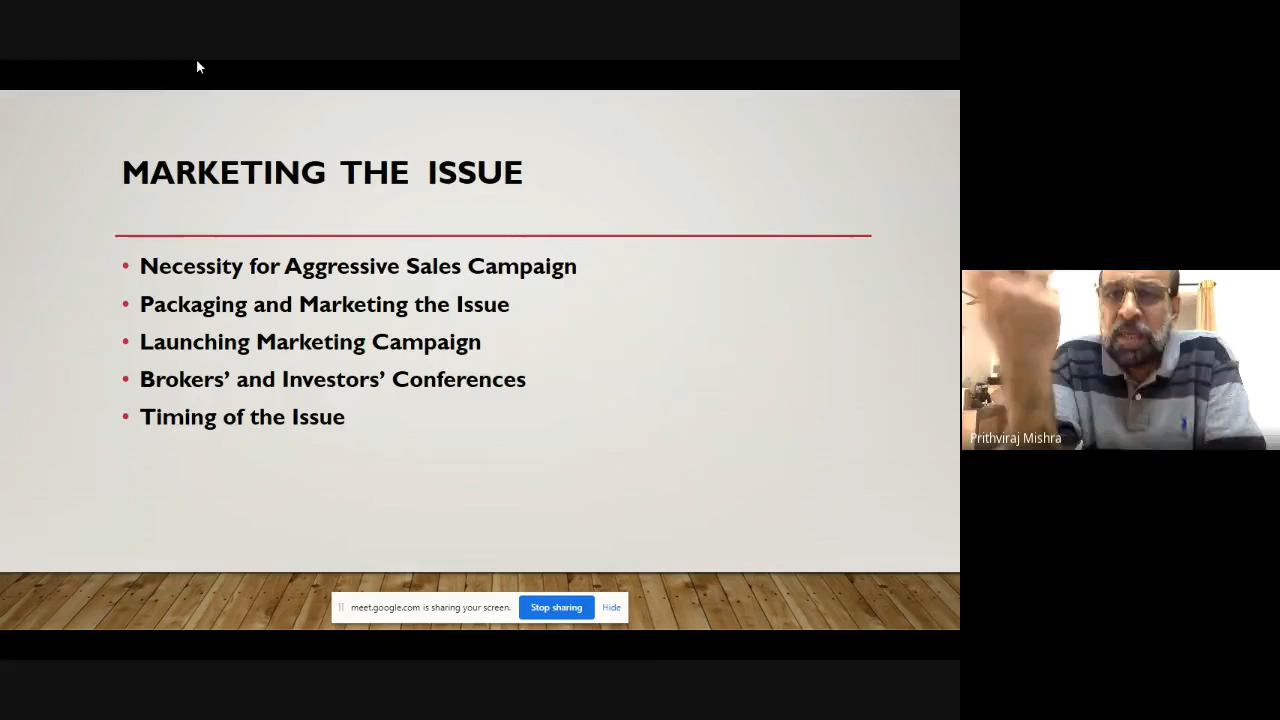 MARKETING THE ISSUE
• Necessity for Aggressive Sales Campaign
• Packaging and Marketing the Issue
• Launching Marketing Campaign
• Brokers’ and Investors’ Conferences
• Timing of the Issue
meet.google.com is sharing your screen. Stop sharing Hide
Prithviraj Mishra